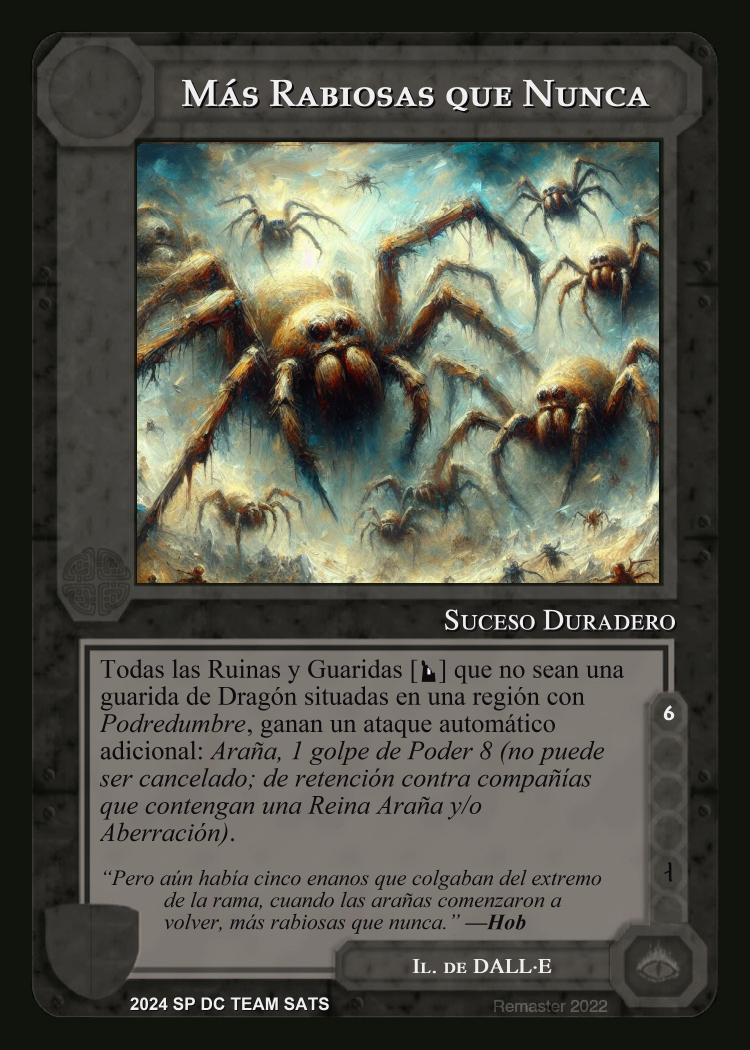 Más Rabiosas que Nunca
Suceso Duradero
Todas las Ruinas y Guaridas [] que no sean una
guarida de Dragón situadas en una región con
Podredumbre, ganan un ataque automático
adicional: Araña, 1 golpe de Poder 8 (no puede
ser cancelado; de retención contra compañías
que contengan una Reina Araña y/o
Aberración).
6
“Pero aún había cinco enanos que colgaban del extremo
de la rama, cuando las arañas comenzaron a
volver, más rabiosas que nunca.” —Hob
Il. de DALL·E
2024 SP DC TEAM SATS
Remaster 2022